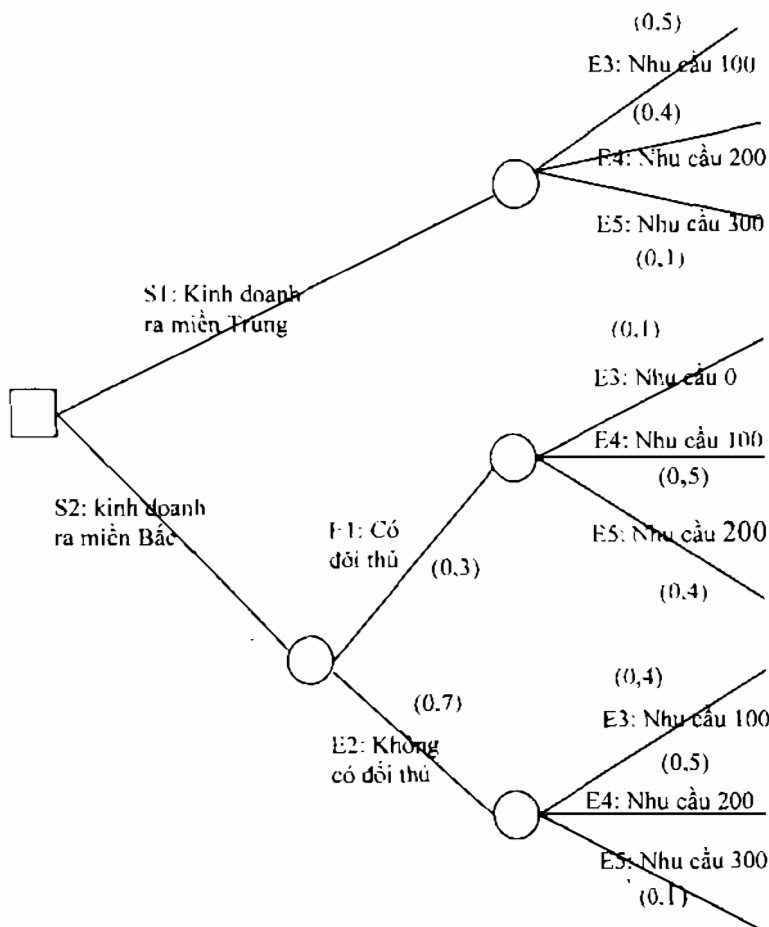 (0,5)
E3: Nhu cầu 100
(0.4)
E4: Nhu cầu 200
E5: Nhu cầu 300
(0,1)
S1: Kinh doanh
ra miền Trung
(0,1)
E3: Nhu cầu 0
E4: Nhu cầu 100
(0,5)
E5: Nhu cầu 200
(0,4)
S2: kinh doanh
ra miền Bắc
E1: Có
đối thủ
(0.3)
(0.7)
E2: Không
có đối thủ
(0,4)
E3: Nhu cầu 100
(0,5)
E4: Nhu cầu 200
E5: Nhu cầu 300
(0.1)